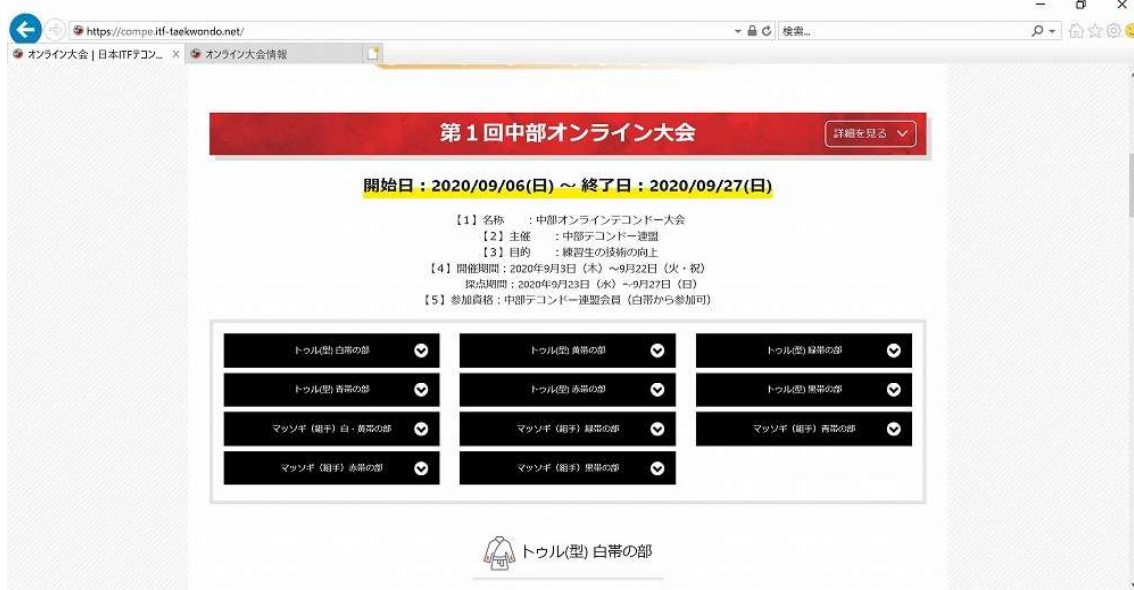 https://compe.itf-taekwondo.net/
検索...
オンライン大会 | 日本ITFテコン...
オンライン大会情報
第1回中部オンライン大会
詳細を見る
開始日：2020/09/06(日) ～ 終了日：2020/09/27(日)
【1】名称　　：中部オンラインテコンドー大会
【2】主催　　：中部テコンドー連盟
【3】目的　　：練習生の技術の向上
【4】開催期間：2020年9月3日（木）～9月22日（火・祝）
採点期間：2020年9月23日（水）～9月27日（日）
【5】参加資格：中部テコンドー連盟会員（白帯から参加可）
トゥル(型) 白帯の部
トゥル(型) 黄帯の部
トゥル(型) 緑帯の部
トゥル(型) 青帯の部
トゥル(型) 赤帯の部
トゥル(型) 黒帯の部
マッソギ（組手）白・黄帯の部
マッソギ（組手）緑帯の部
マッソギ（組手）青帯の部
マッソギ（組手）赤帯の部
マッソギ（組手）黒帯の部
トゥル(型) 白帯の部